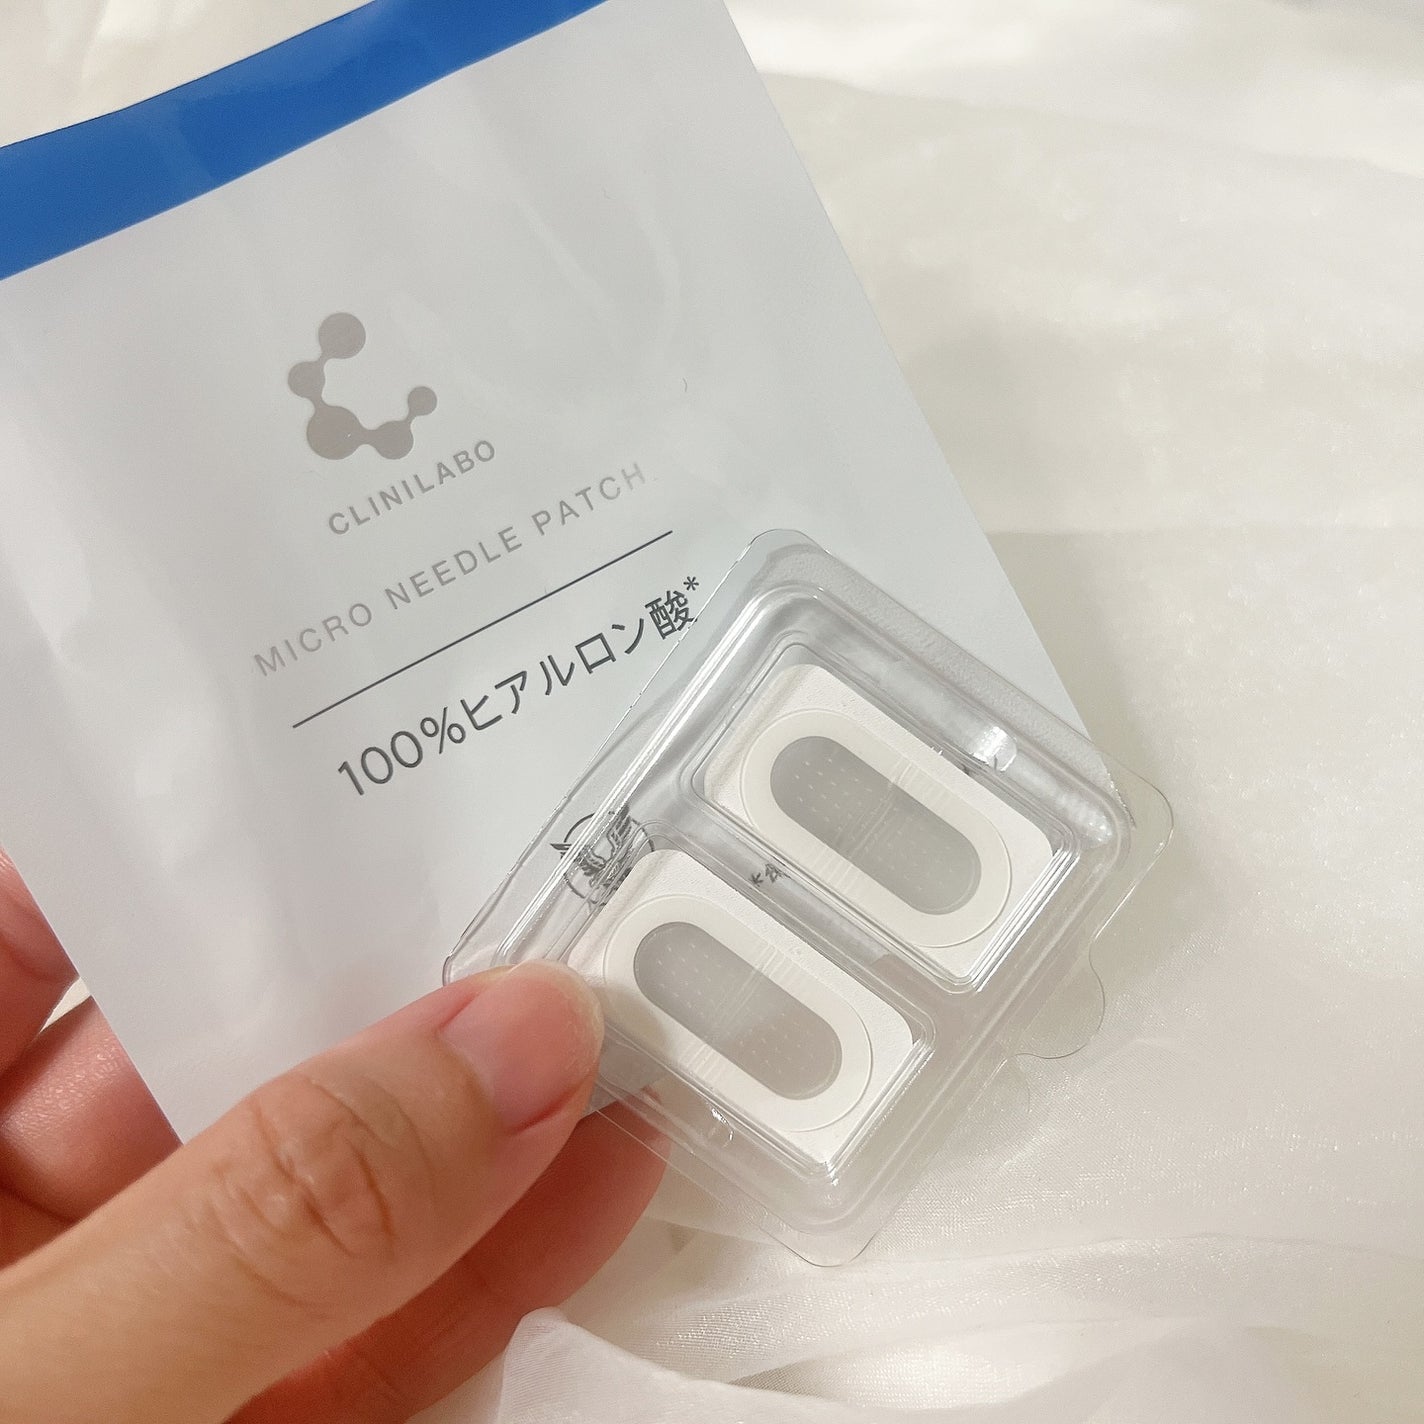 CLINILABO
MICRO NEEDLE PATCH
100%ヒアルロン酸*